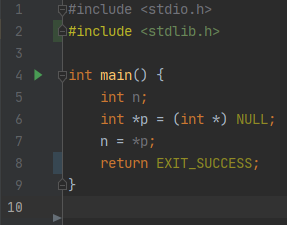 1 #include <stdio.h>
2 #include <stdlib.h>
3
4 int main() {
5     int n;
6     int *p = (int *) NULL;
7     n = *p;
8     return EXIT_SUCCESS;
9 }
10